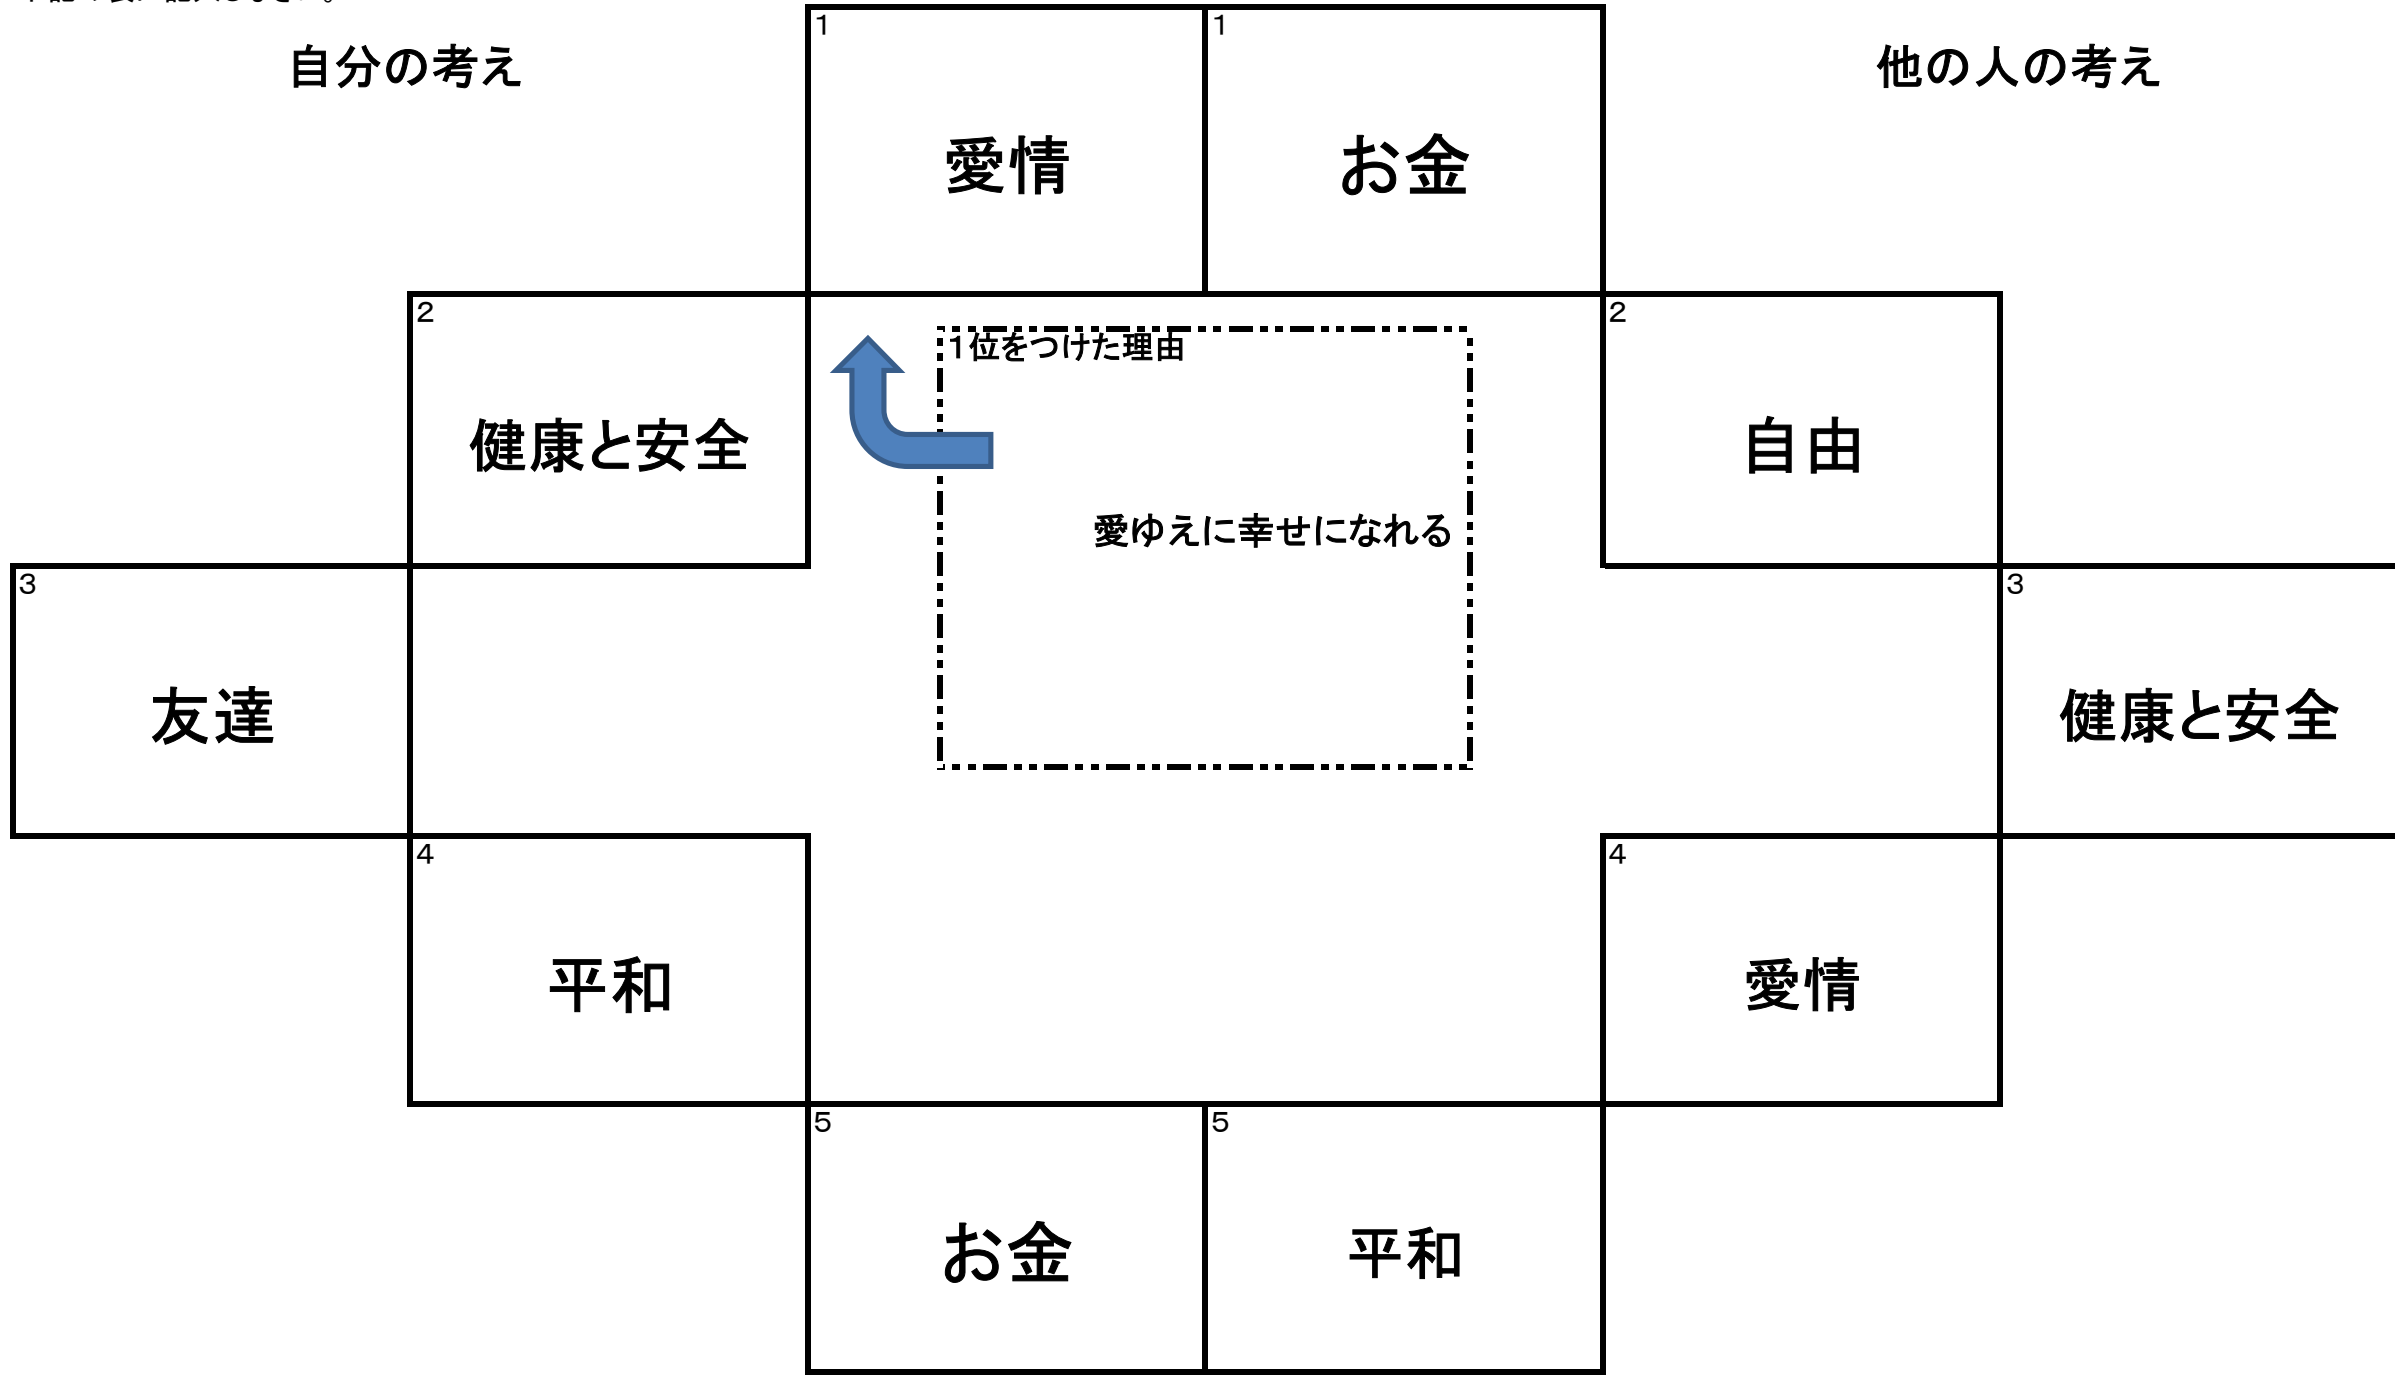 自分の考え
他の人の考え
1
愛情
1
お金
2
健康と安全
1位をつけた理由
愛ゆえに幸せになれる
2
自由
3
友達
3
健康と安全
4
平和
4
愛情
5
お金
5
平和